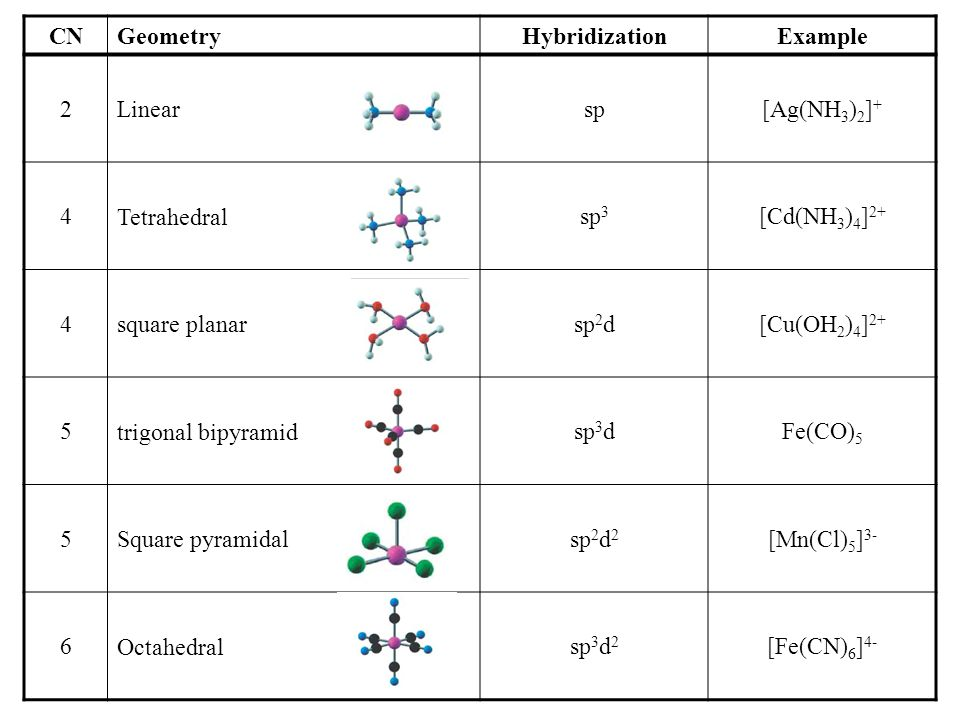 CN Geometry Hybridization Example
2 Linear sp [Ag(NH₃)₂]⁺
4 Tetrahedral sp³ [Cd(NH₃)₄]²⁺
4 square planar sp²d [Cu(OH₂)₄]²⁺
5 trigonal bipyramid sp³d Fe(CO)₅
5 Square pyramidal sp²d² [Mn(Cl)₅]³⁻
6 Octahedral sp³d² [Fe(CN)₆]⁴⁻